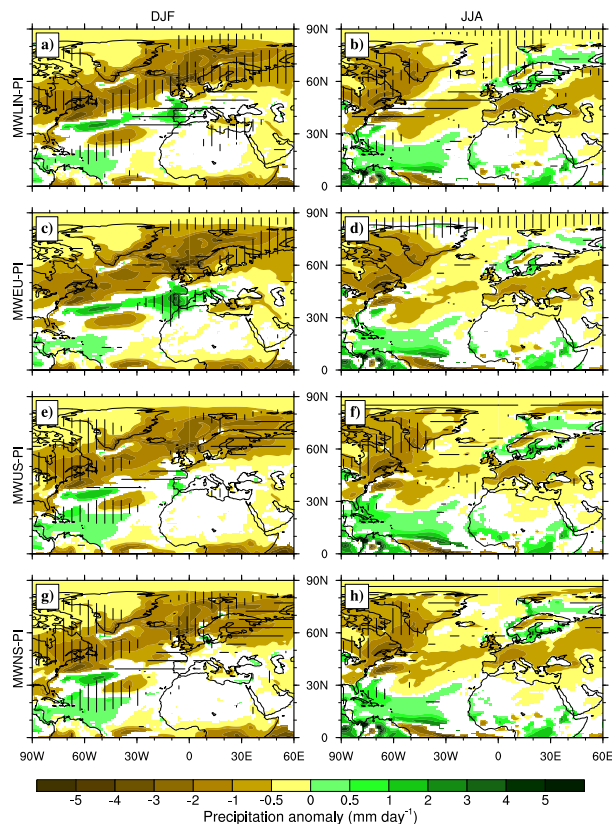 DJF JJA
90N
a) b)
MWLIN-PI
60N
30N
0
90N
c) d)
MWEU-PI
60N
30N
0
90N
e) f)
MWUS-PI
60N
30N
0
90N
g) h)
MWNS-PI
60N
30N
0
90W 60W 30W 0 30E 60E 90W 60W 30W 0 30E 60E
-5 -4 -3 -2 -1 -0.5 0 0.5 1 2 3 4 5
Precipitation anomaly (mm day⁻¹)